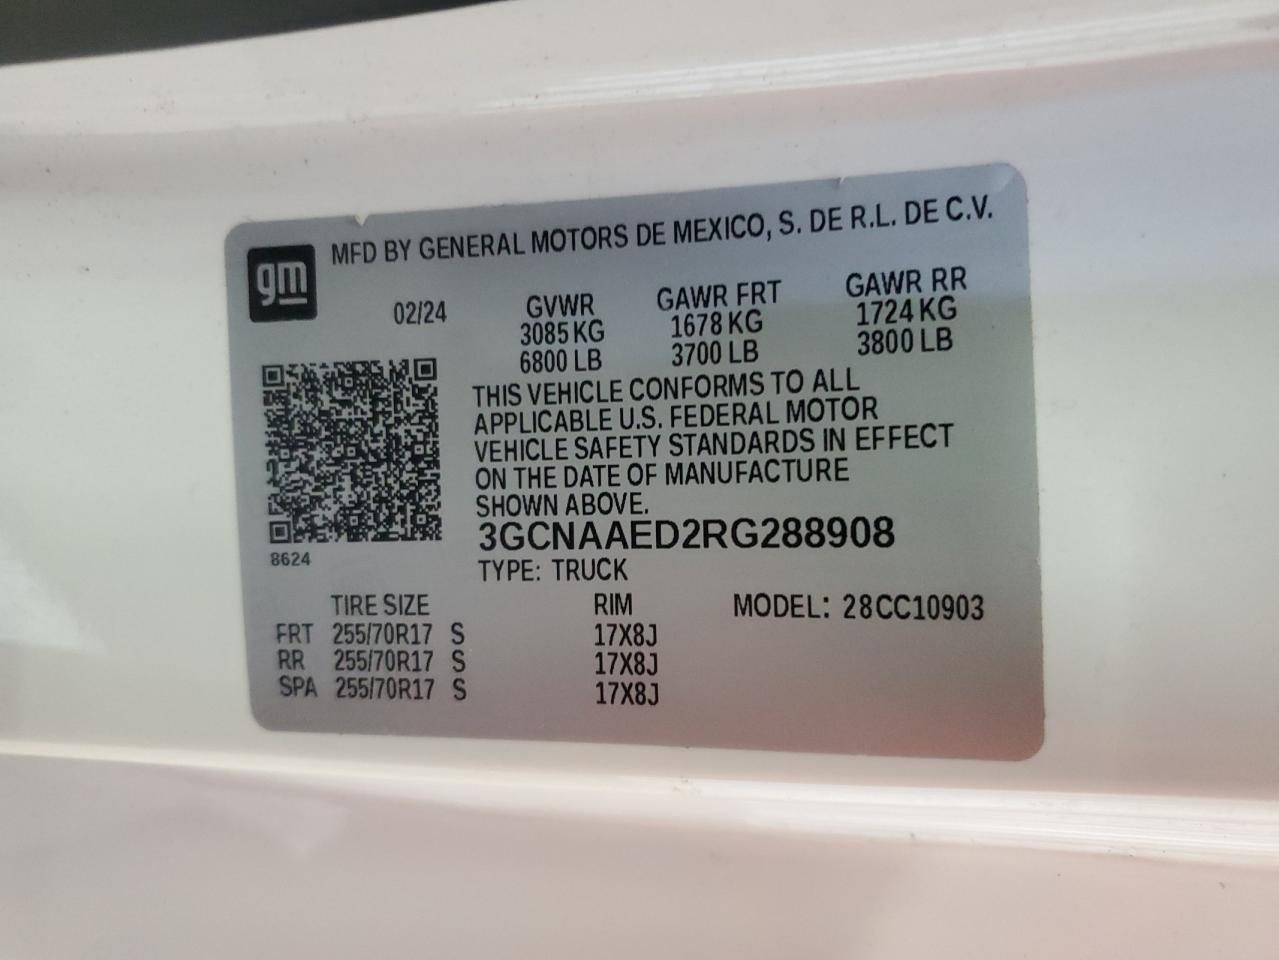 gm
MFD BY GENERAL MOTORS DE MEXICO, S. DE R.L. DE C.V.
02/24 GVWR GAWR FRT GAWR RR
3085 KG 1678 KG 1724 KG
6800 LB 3700 LB 3800 LB
THIS VEHICLE CONFORMS TO ALL
APPLICABLE U.S. FEDERAL MOTOR
VEHICLE SAFETY STANDARDS IN EFFECT
ON THE DATE OF MANUFACTURE
SHOWN ABOVE.
3GCNAAED2RG288908
8624
TYPE: TRUCK
TIRE SIZE RIM MODEL: 28CC10903
FRT 255/70R17 S 17X8J
RR 255/70R17 S 17X8J
SPA 255/70R17 S 17X8J